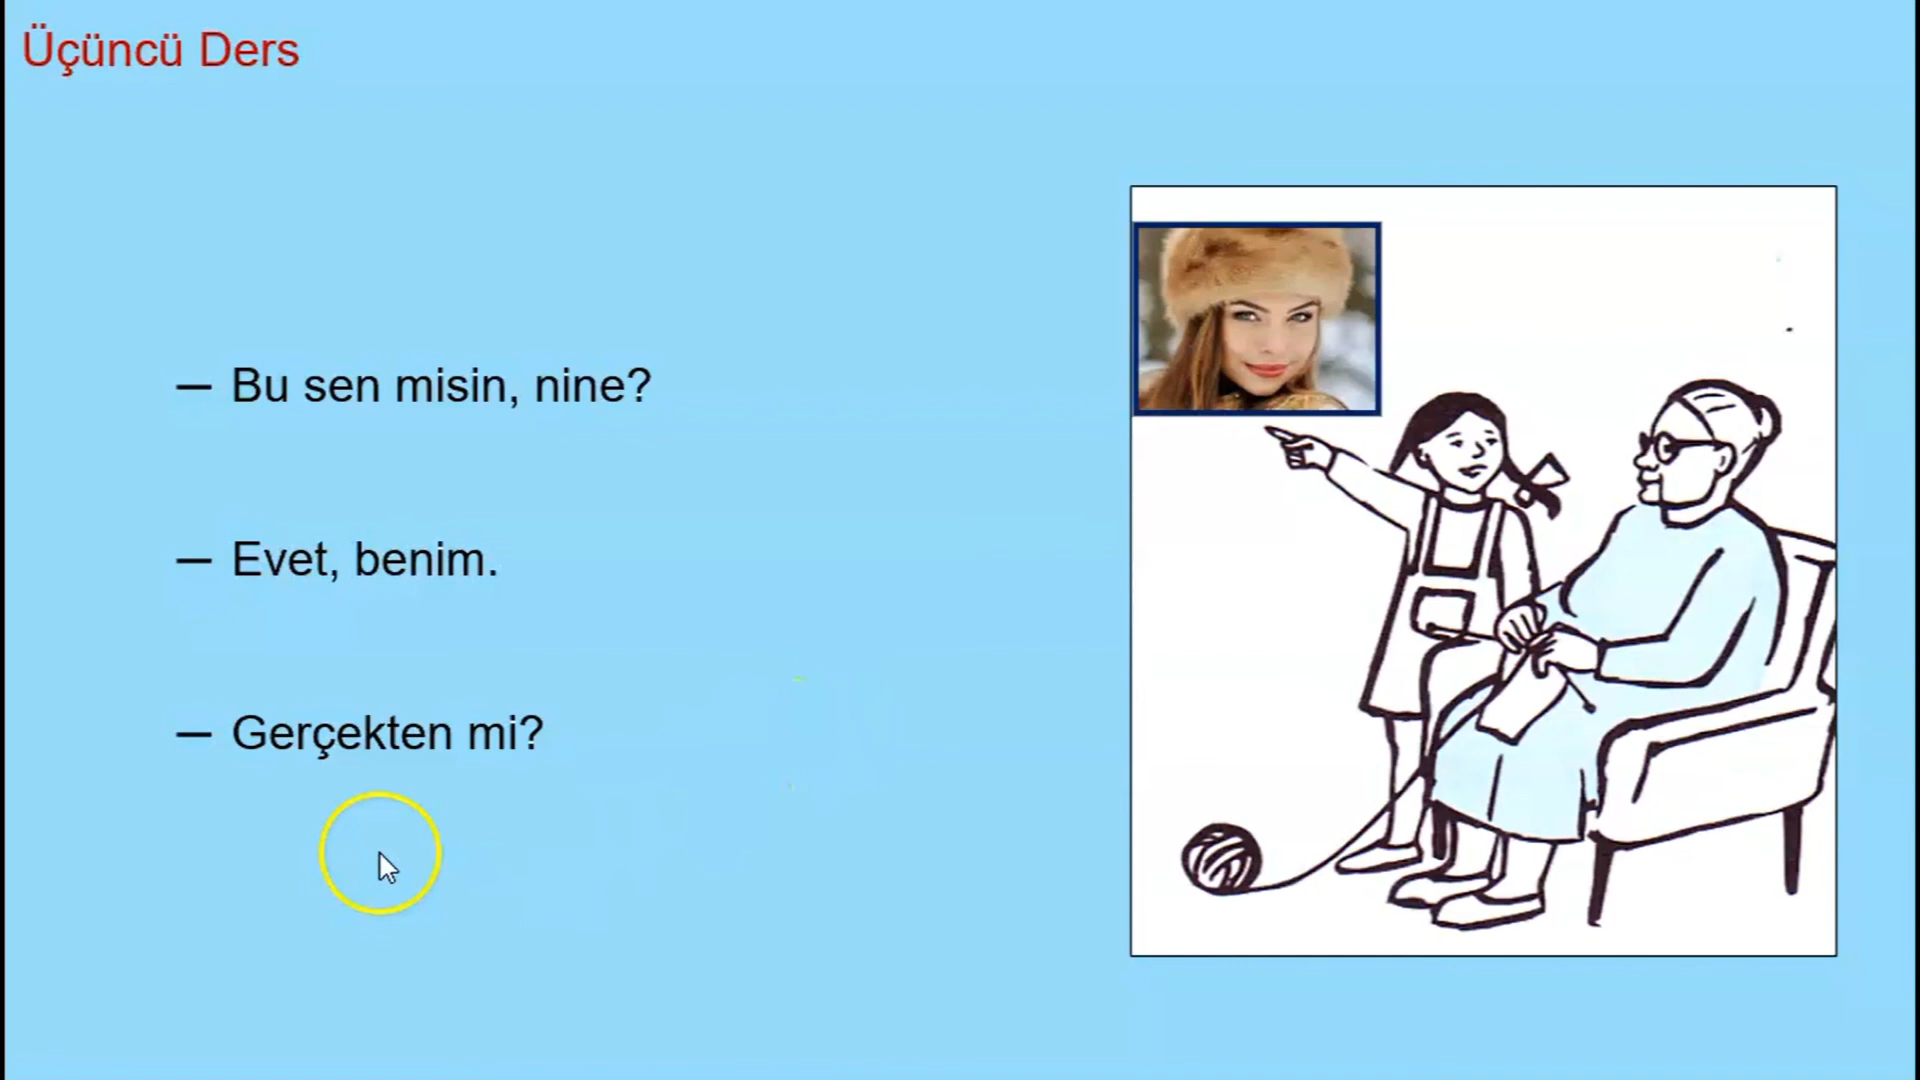 Üçüncü Ders
— Bu sen misin, nine?
— Evet, benim.
— Gerçekten mi?